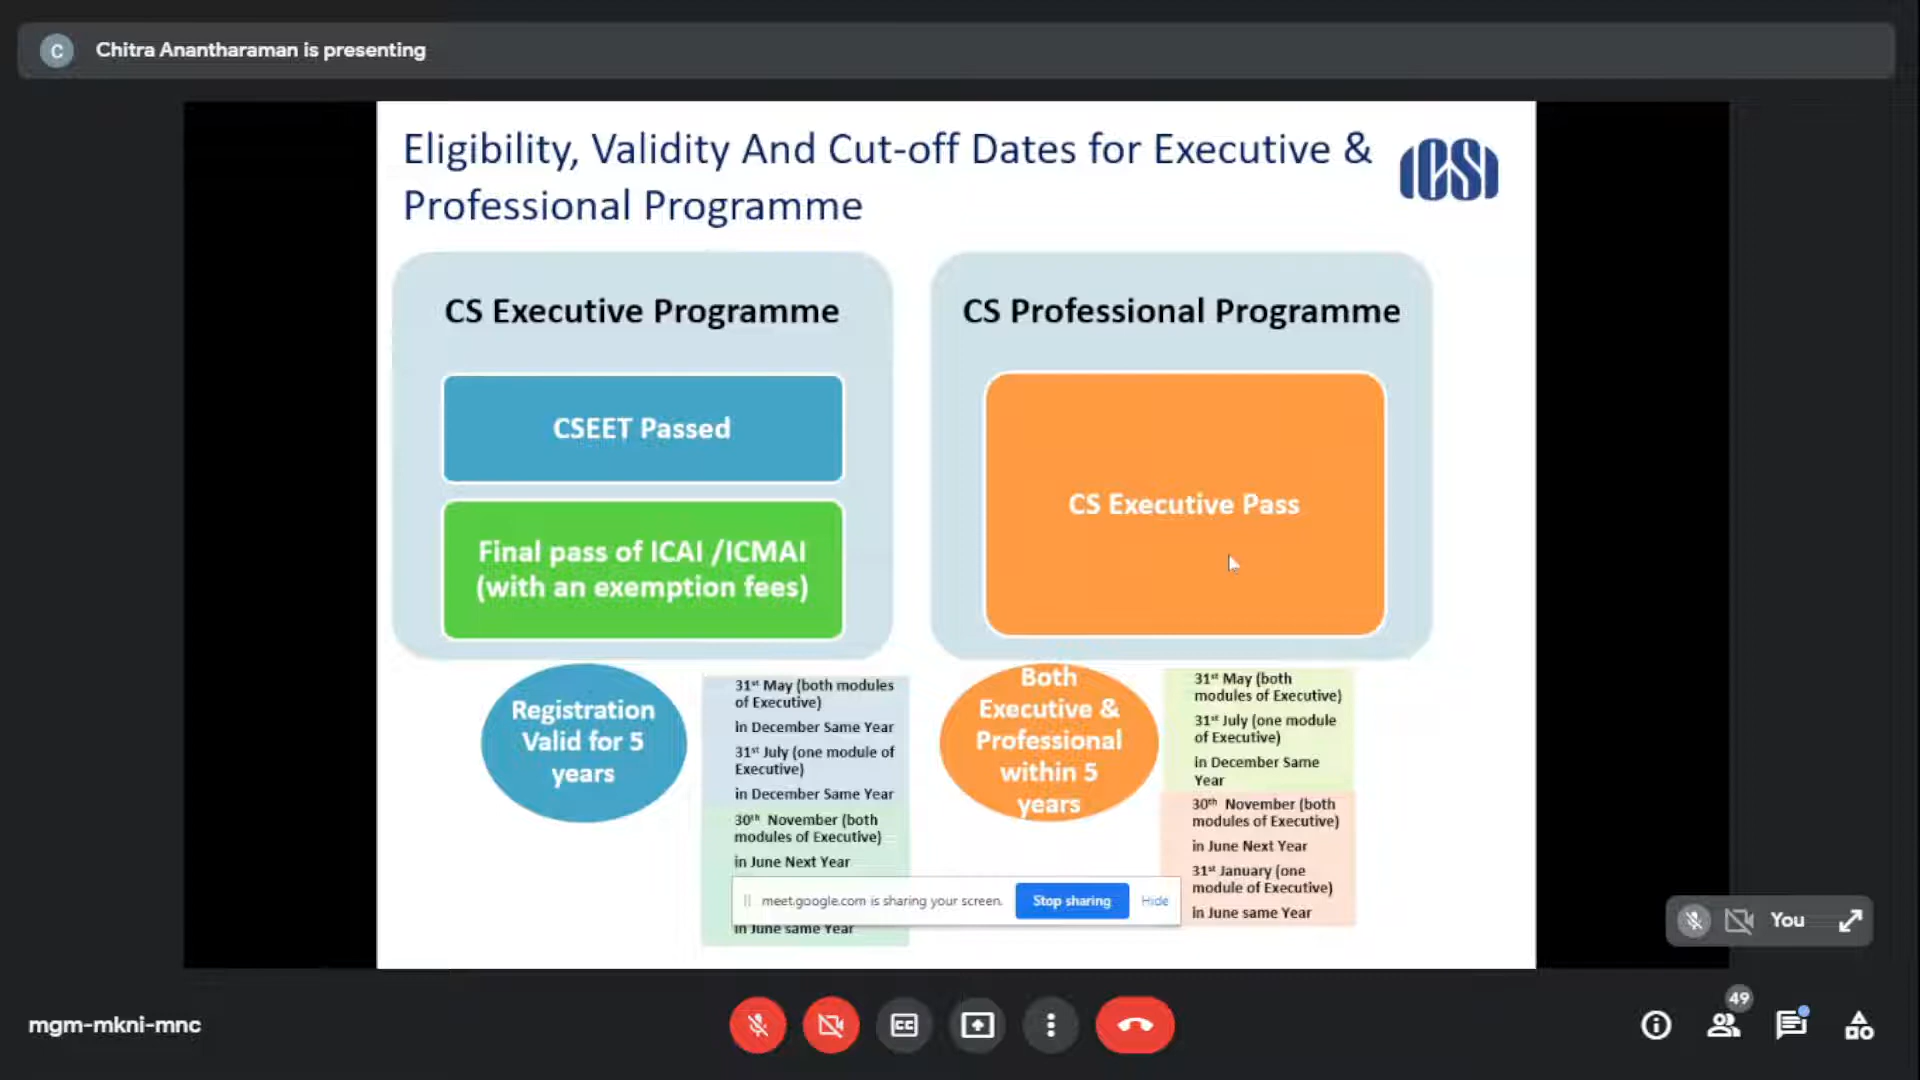 C
Chitra Anantharaman is presenting
Eligibility, Validity And Cut-off Dates for Executive &
Professional Programme
ICSI
CS Executive Programme
CSEET Passed
Final pass of ICAI /ICMAI
(with an exemption fees)
CS Professional Programme
CS Executive Pass
Registration
Valid for 5
years
31st May (both modules
of Executive)
in December Same Year
31st July (one module of
Executive)
in December Same Year
30th November (both
modules of Executive)
in June Next Year
in June same Year
Both
Executive &
Professional
within 5
years
31st May (both
modules of Executive)
31st July (one module
of Executive)
in December Same
Year
30th November (both
modules of Executive)
in June Next Year
31st January (one
module of Executive)
in June same Year
meet.google.com is sharing your screen.
Stop sharing
Hide
You
mgm-mkni-mnc
CC
49